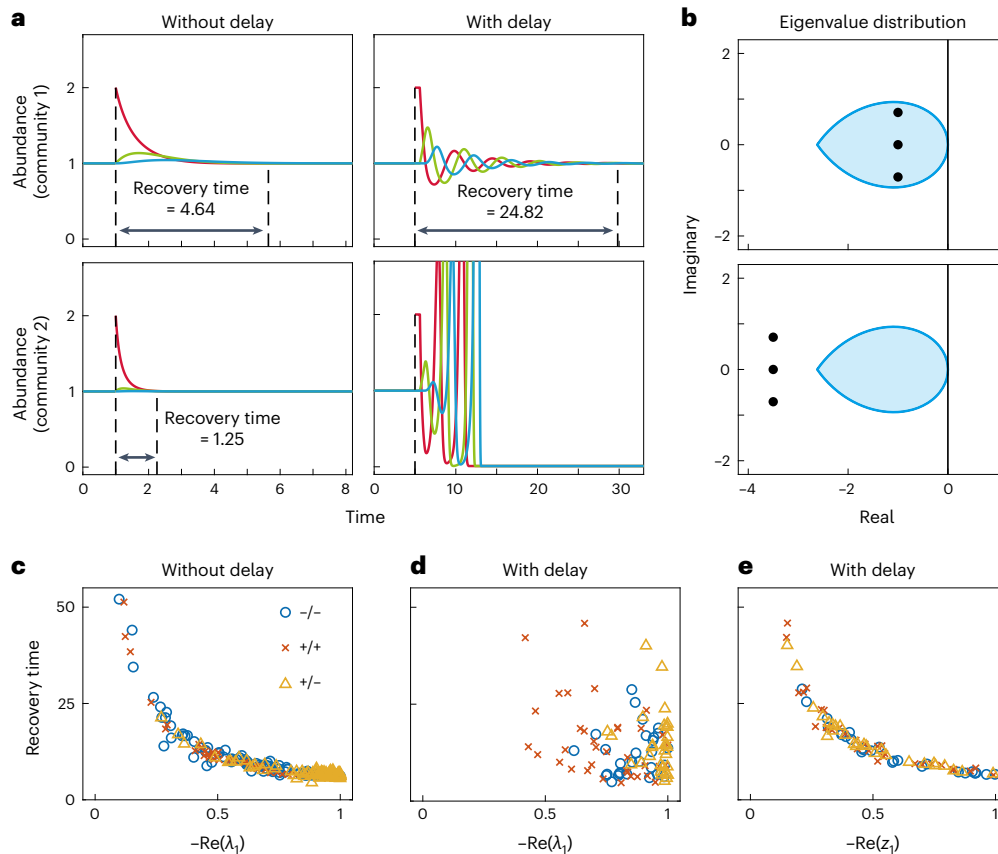 a
Without delay
With delay
b
Eigenvalue distribution
Abundance
(community 1)
2
1
0
Recovery time
= 4.64
Recovery time
= 24.82
2
0
−2
Abundance
(community 2)
2
1
0
Recovery time
= 1.25
0
2
4
6
8
0
10
20
30
Time
Imaginary
2
0
−2
−4
−2
0
Real
c
Without delay
d
With delay
e
With delay
Recovery time
50
25
0
−/−
+/+
+/−
0
0.5
1
0
0.5
1
0
0.5
1
−Re(λ₁)
−Re(λ₁)
−Re(z₁)